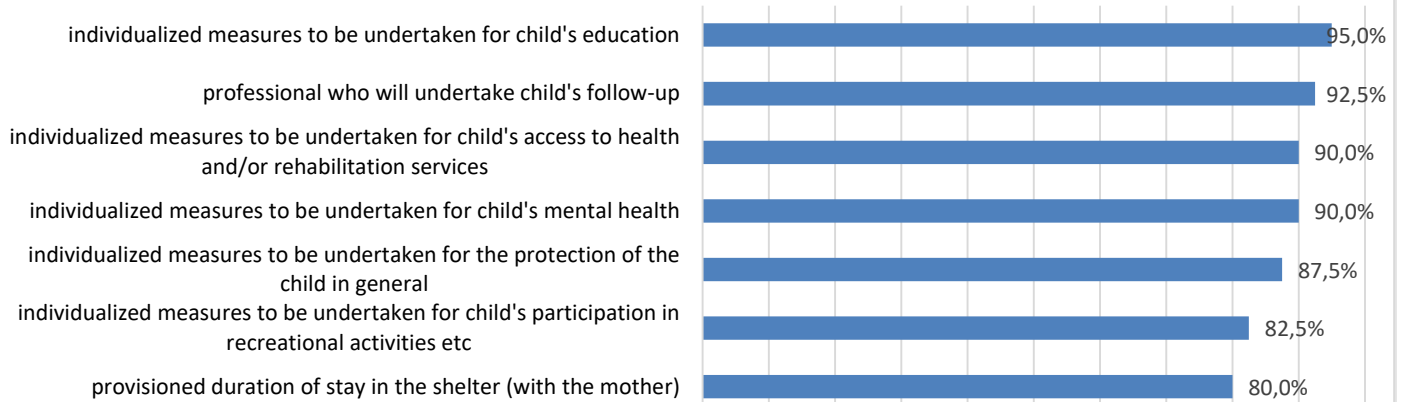 individualized measures to be undertaken for child's education
95,0%
professional who will undertake child's follow-up
92,5%
individualized measures to be undertaken for child's access to health
and/or rehabilitation services
90,0%
individualized measures to be undertaken for child's mental health
90,0%
individualized measures to be undertaken for the protection of the
child in general
87,5%
individualized measures to be undertaken for child's participation in
recreational activities etc
82,5%
provisioned duration of stay in the shelter (with the mother)
80,0%